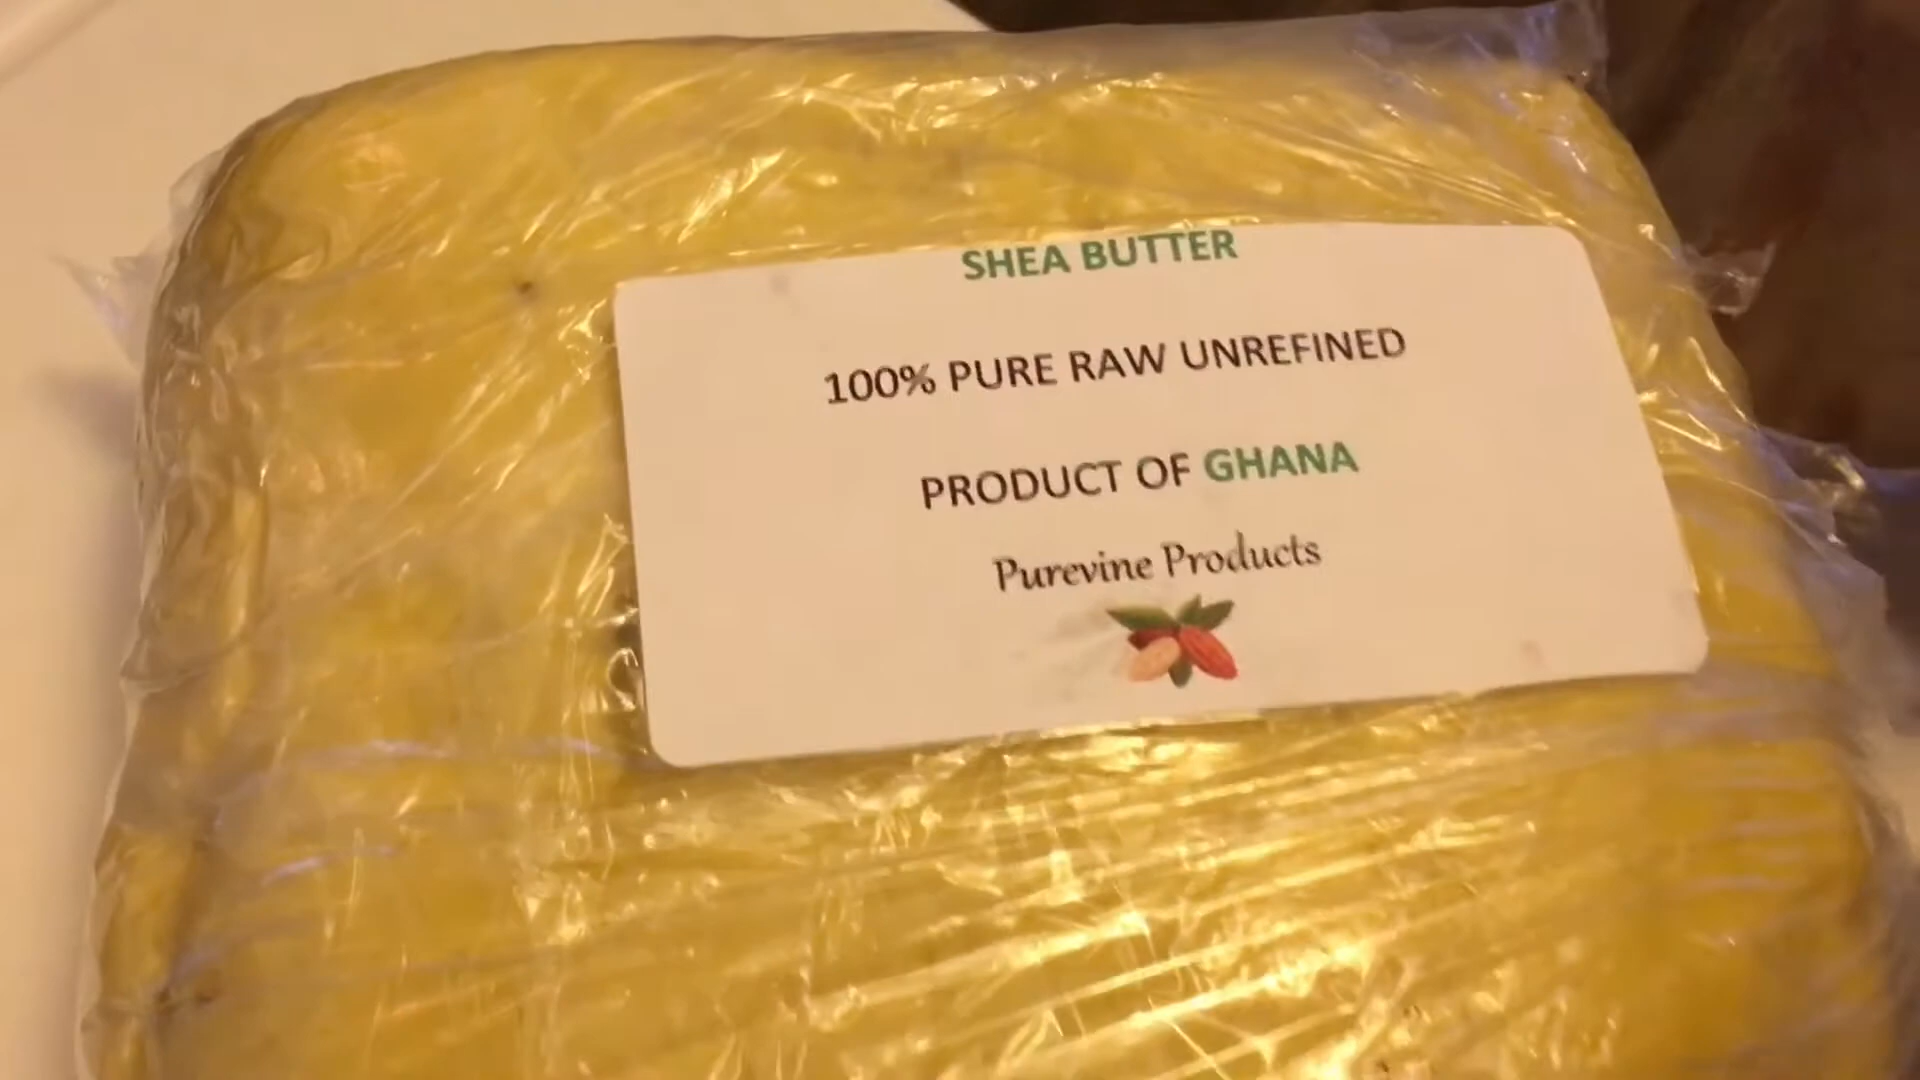 SHEA BUTTER
100% PURE RAW UNREFINED
PRODUCT OF GHANA
Purevine Products